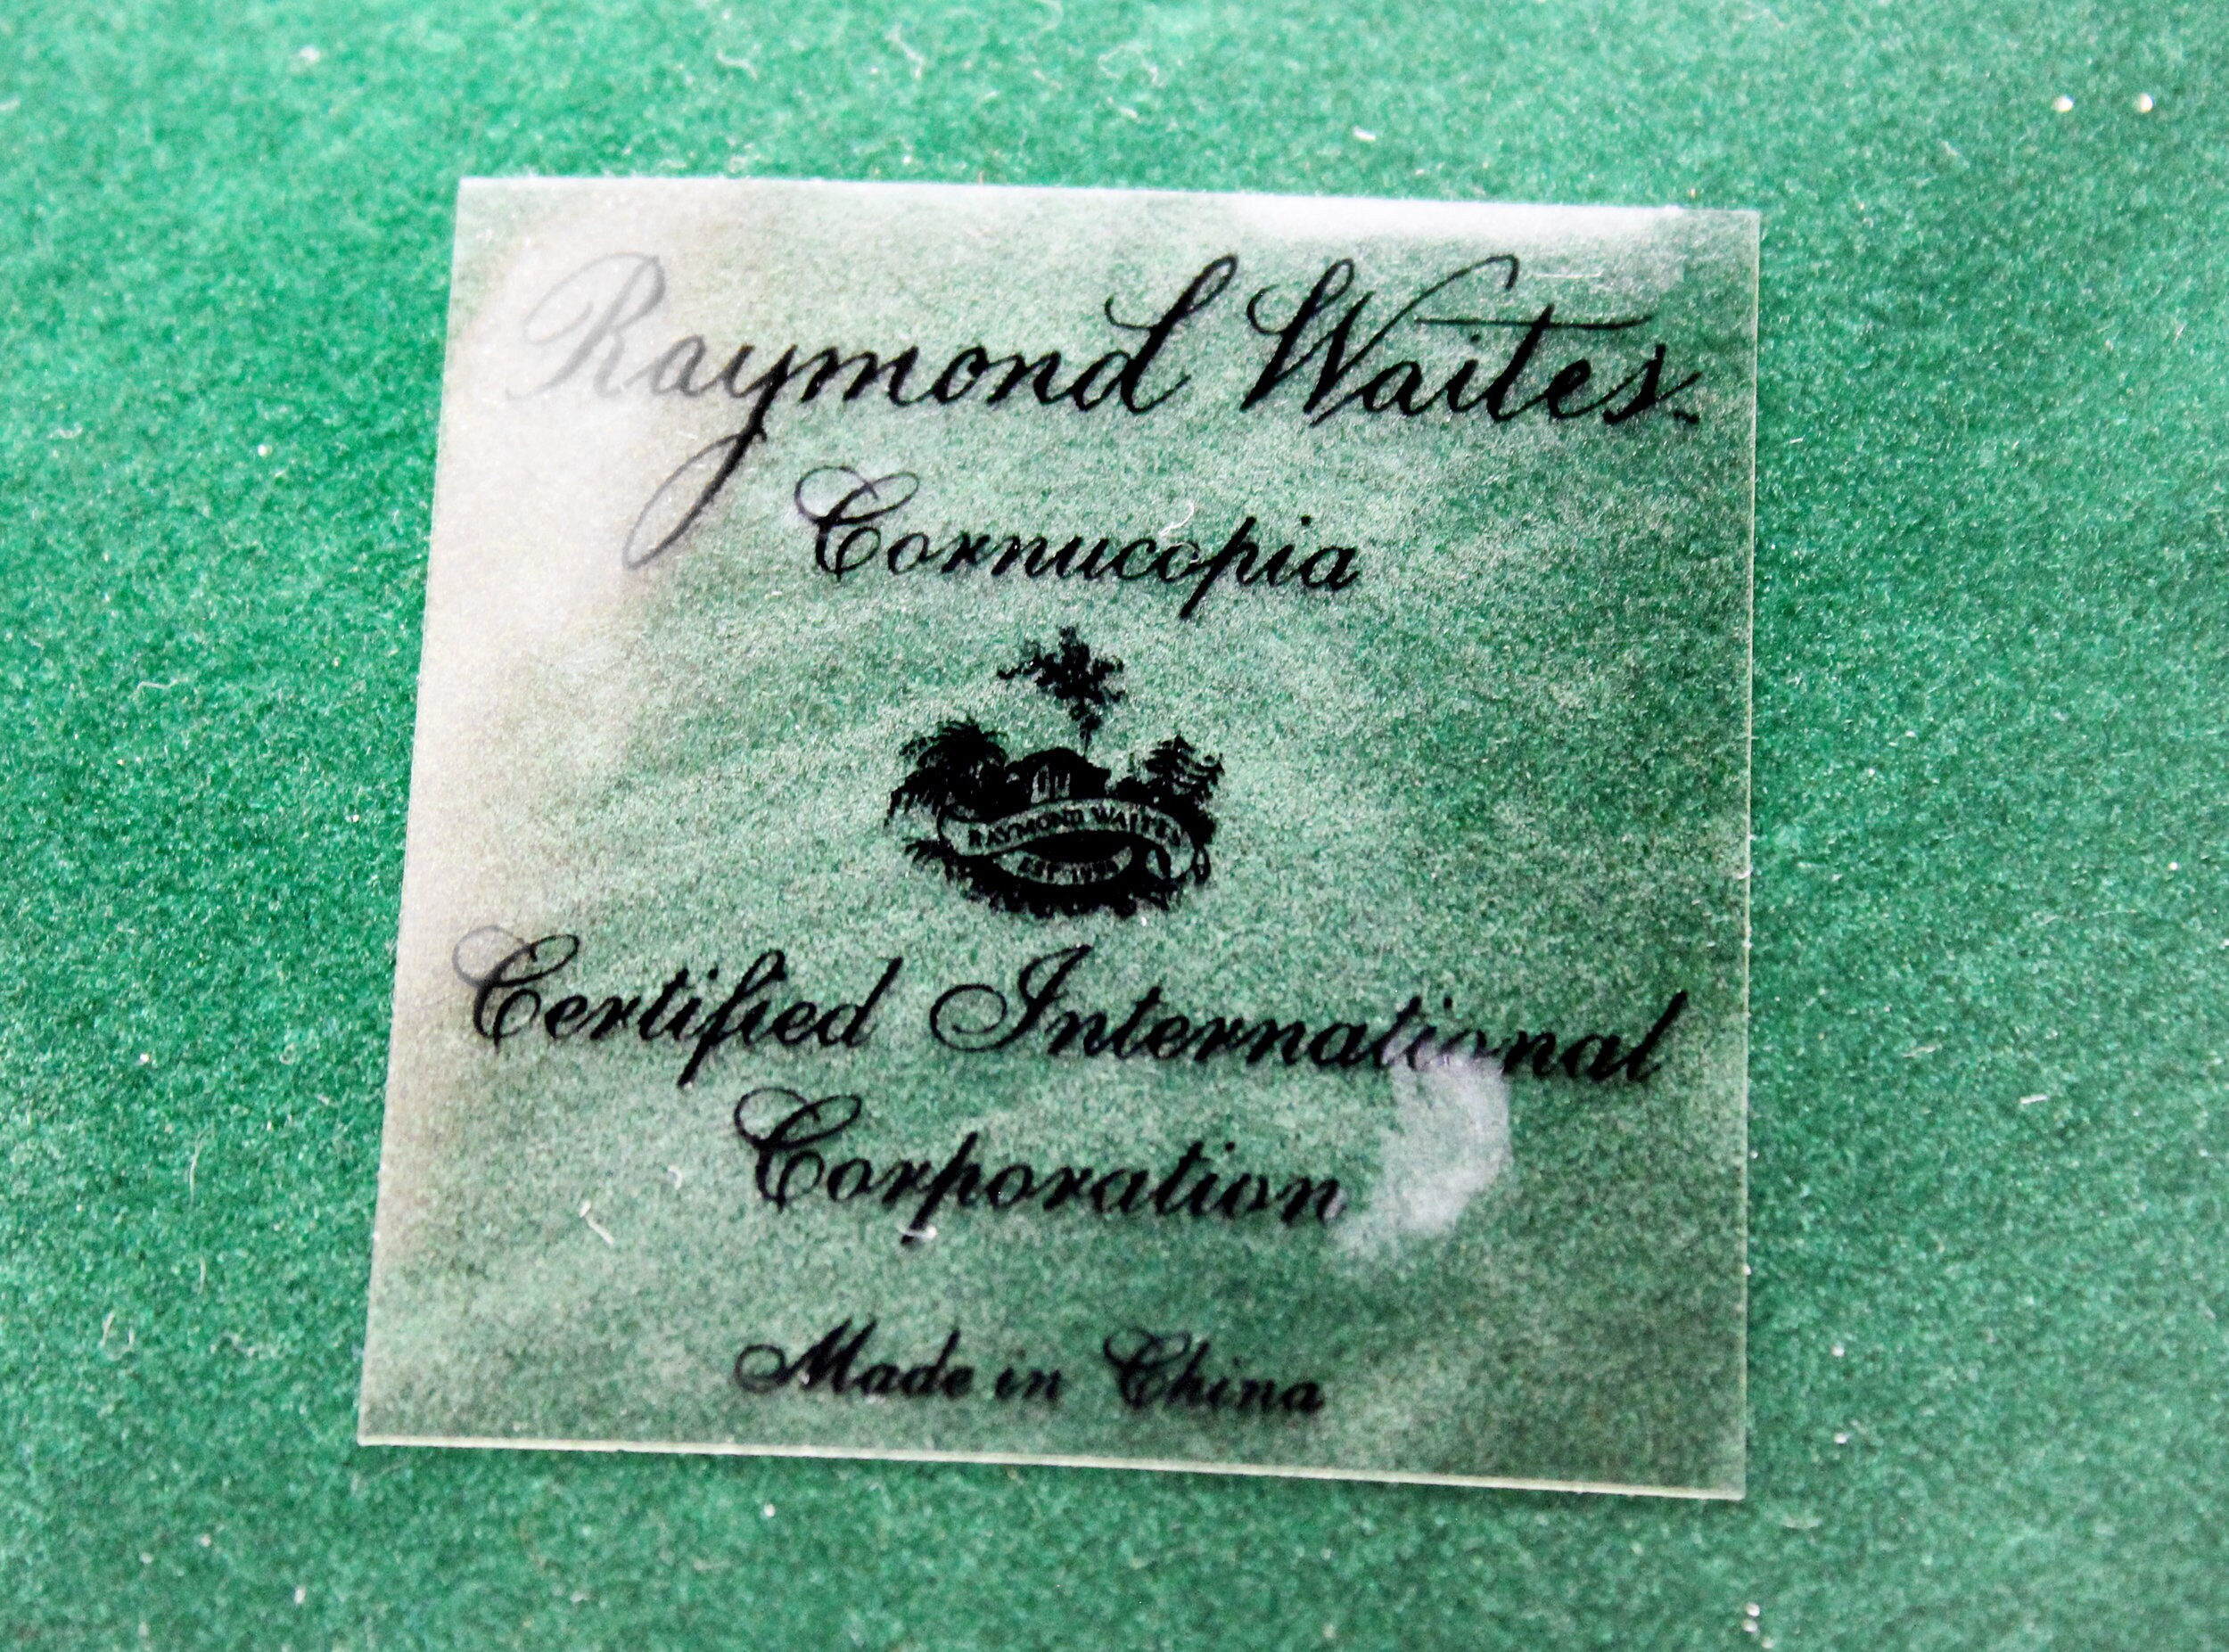 Raymond Waites
Cornucopia
RAYMOND WAITES
Certified International
Corporation
Made in China